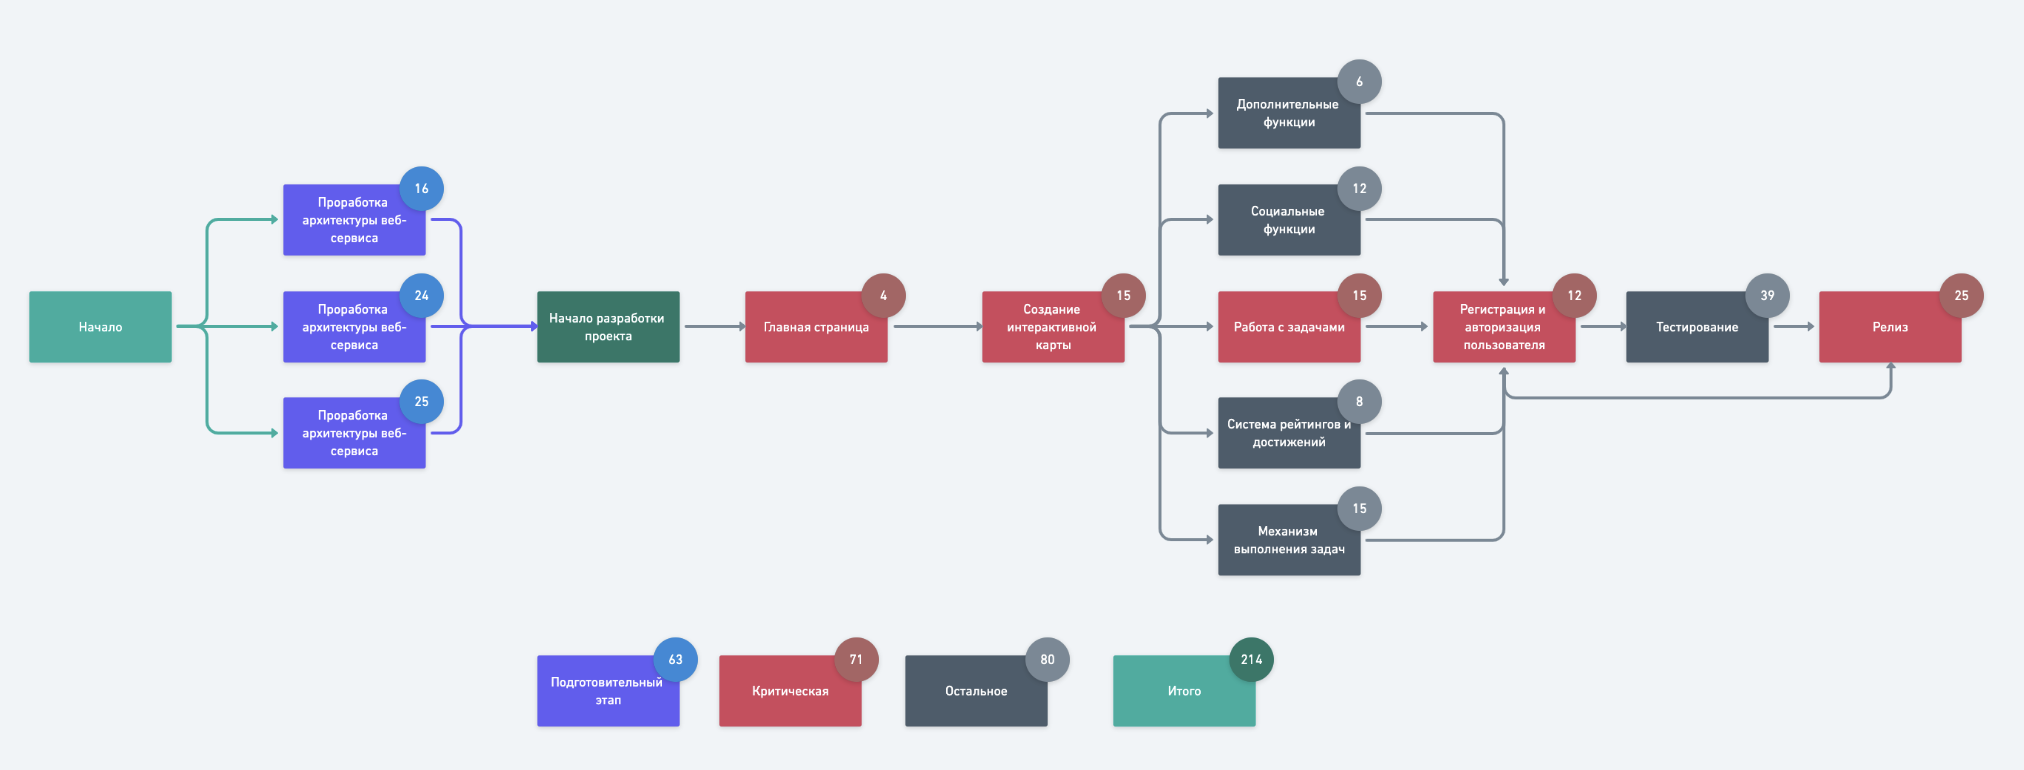 Начало
16
Проработка
архитектуры веб-
сервиса
24
Проработка
архитектуры веб-
сервиса
25
Проработка
архитектуры веб-
сервиса
Начало разработки
проекта
4
Главная страница
15
Создание
интерактивной
карты
6
Дополнительные
функции
12
Социальные
функции
15
Работа с задачами
8
Система рейтингов и
достижений
15
Механизм
выполнения задач
12
Регистрация и
авторизация
пользователя
39
Тестирование
25
Релиз
63
Подготовительный
этап
71
Критическая
80
Остальное
214
Итого